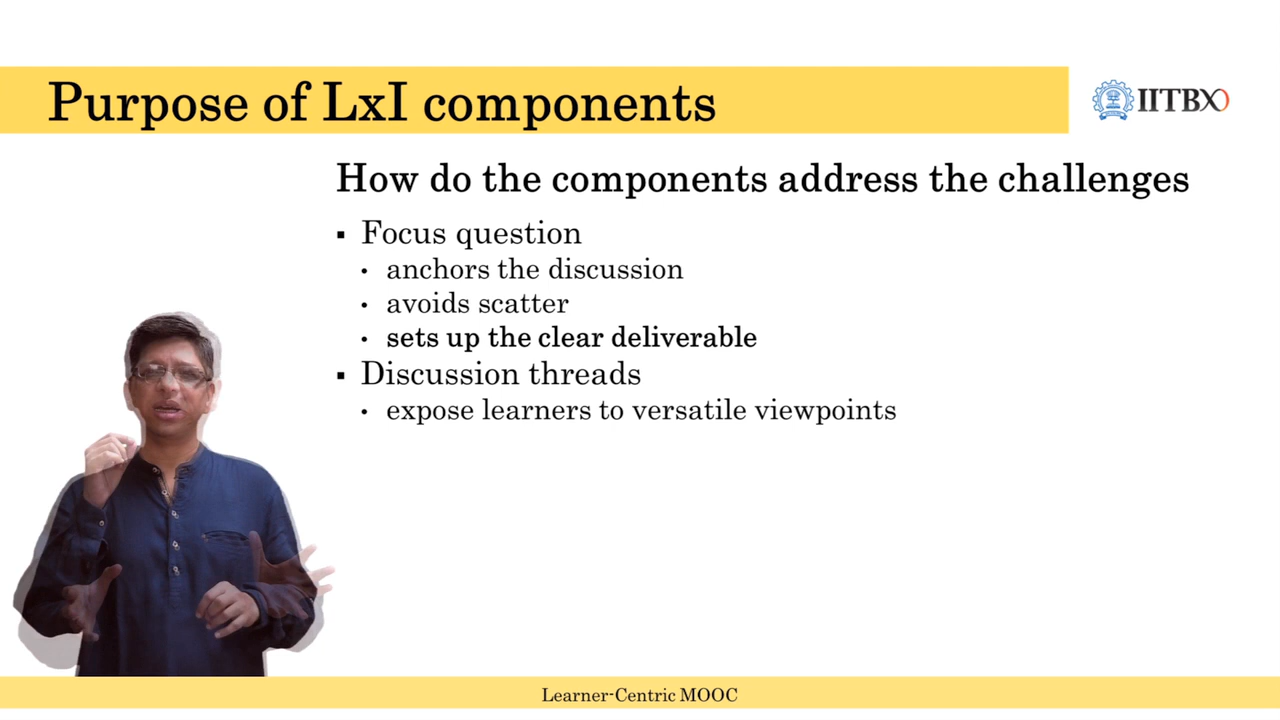 Purpose of LxI components
IITBX
How do the components address the challenges
▪ Focus question
• anchors the discussion
• avoids scatter
• sets up the clear deliverable
▪ Discussion threads
• expose learners to versatile viewpoints
Learner-Centric MOOC